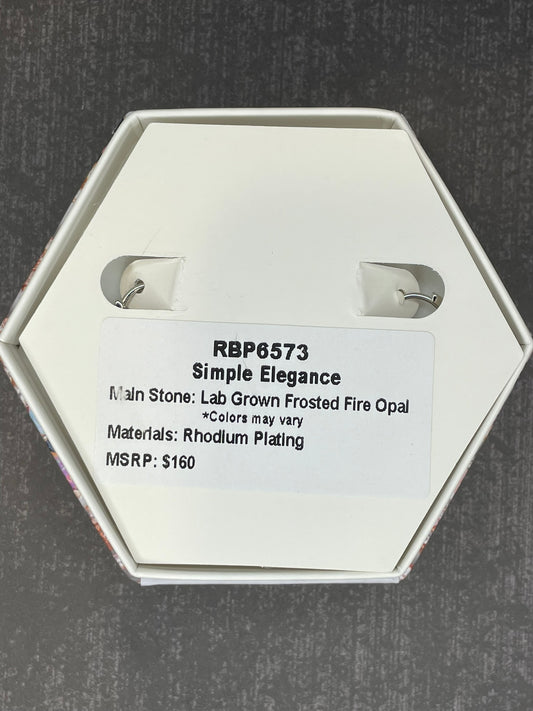 RBP6573
Simple Elegance
Main Stone: Lab Grown Frosted Fire Opal
*Colors may vary
Materials: Rhodium Plating
MSRP: $160